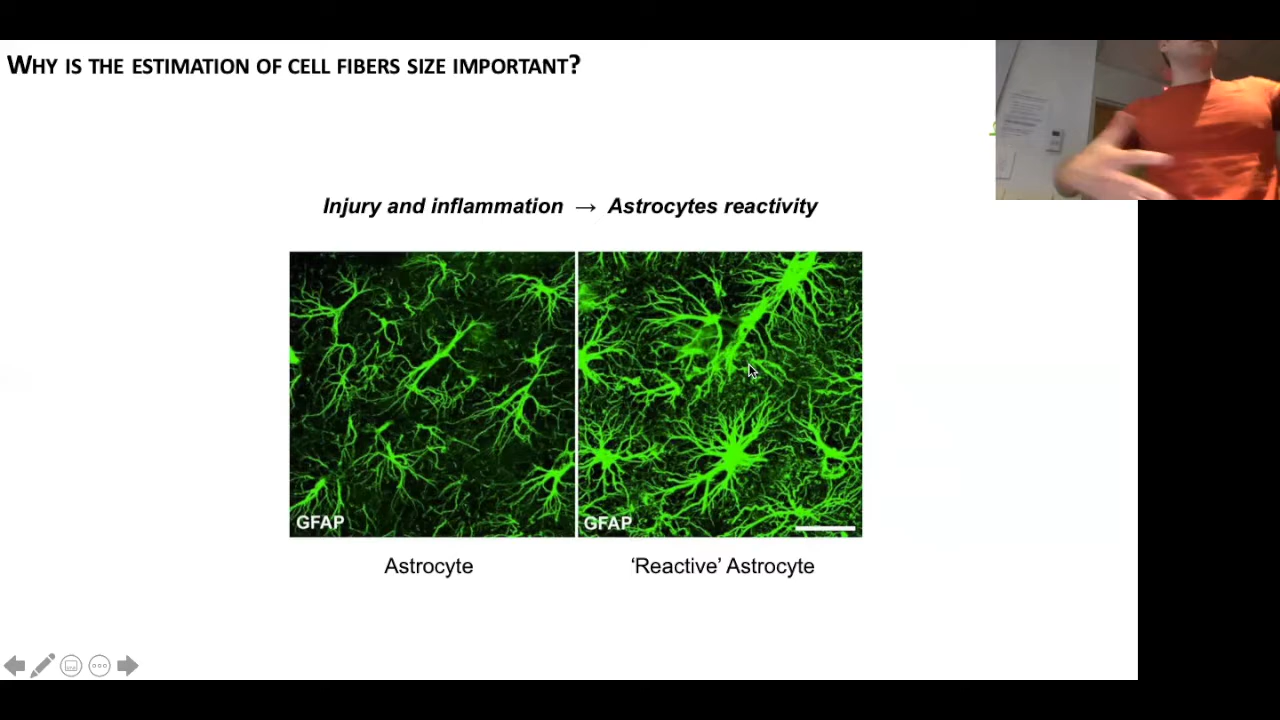 WHY IS THE ESTIMATION OF CELL FIBERS SIZE IMPORTANT?
Injury and inflammation → Astrocytes reactivity
GFAP
GFAP
Astrocyte
‘Reactive’ Astrocyte